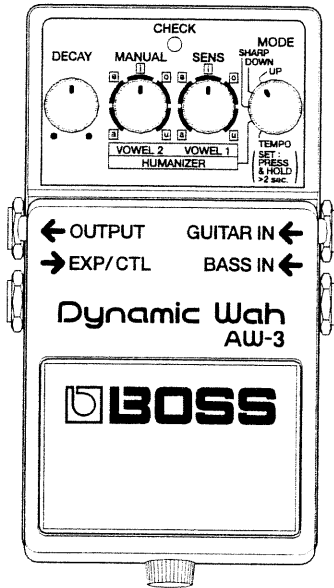 CHECK
DECAY MANUAL SENS MODE
SHARP
DOWN
UP
e i o e i o
a u a u
VOWEL 2 VOWEL 1
HUMANIZER
TEMPO
( SET :
PRESS
& HOLD
>2 sec. )
← OUTPUT GUITAR IN ←
→ EXP/CTL BASS IN ←
Dynamic Wah
AW-3
BOSS